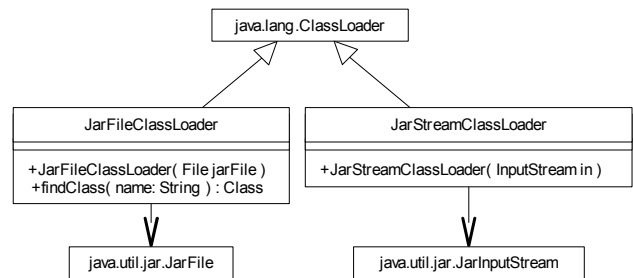 java.lang.ClassLoader
JarFileClassLoader
+JarFileClassLoader( File jarFile )
+findClass( name: String ) : Class
JarStreamClassLoader
+JarStreamClassLoader( InputStream in )
java.util.jar.JarFile
java.util.jar.JarInputStream